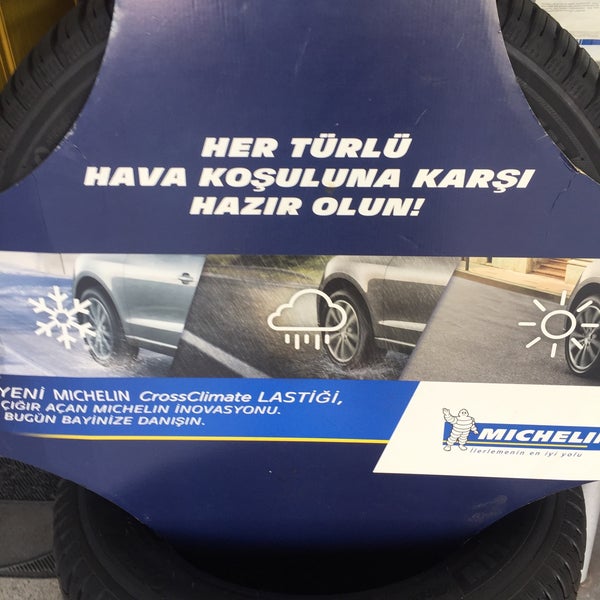 HER TÜRLÜ
HAVA KOŞULUNA KARŞI
HAZIR OLUN!
YENİ MICHELIN CrossClimate LASTİĞİ,
ÇIĞIR AÇAN MICHELIN İNOVASYONU.
BUGÜN BAYİNİZE DANIŞIN.
MICHELIN
İlerlemenin en iyi yolu